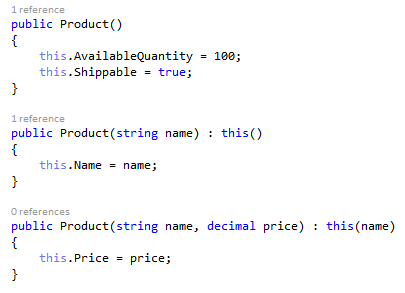 1 reference
public Product()
{
    this.AvailableQuantity = 100;
    this.Shippable = true;
}
1 reference
public Product(string name) : this()
{
    this.Name = name;
}
0 references
public Product(string name, decimal price) : this(name)
{
    this.Price = price;
}